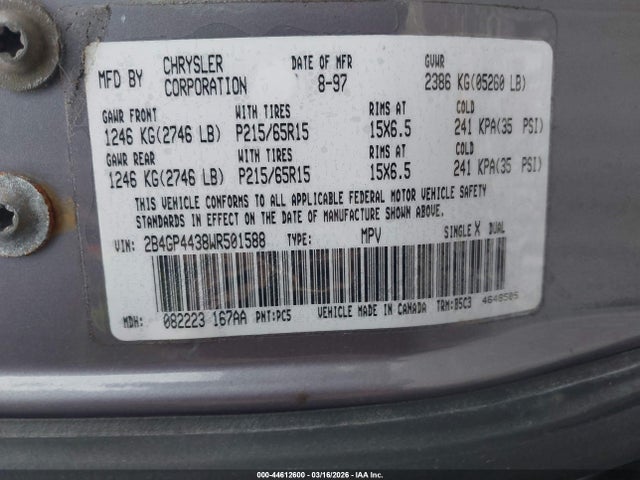 MFD BY CHRYSLER CORPORATION DATE OF MFR 8-97 GVWR 2386 KG(05260 LB)
GAWR FRONT WITH TIRES RIMS AT COLD
1246 KG(2746 LB) P215/65R15 15X6.5 241 KPA(35 PSI)
GAWR REAR WITH TIRES RIMS AT COLD
1246 KG(2746 LB) P215/65R15 15X6.5 241 KPA(35 PSI)
THIS VEHICLE CONFORMS TO ALL APPLICABLE FEDERAL MOTOR VEHICLE SAFETY
STANDARDS IN EFFECT ON THE DATE OF MANUFACTURE SHOWN ABOVE.
VIN: 2B4GP4438WR501588 TYPE: MPV SINGLE X DUAL
MDH: 082223 167AA PNT:PC5 VEHICLE MADE IN CANADA TRM:B5C3 4648505
000-44612600 - 03/16/2026 - IAA Inc.